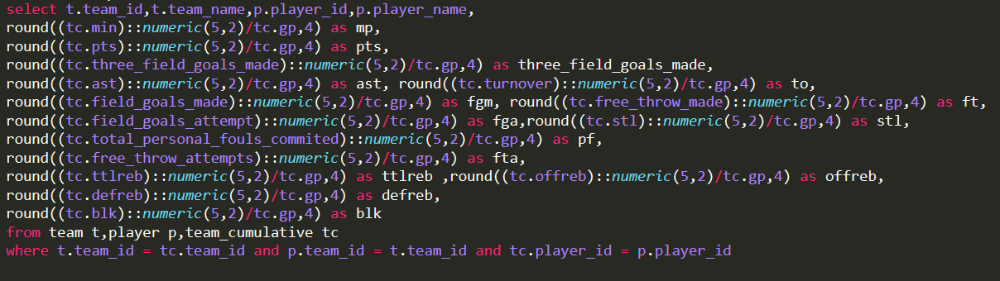 select t.team_id,t.team_name,p.player_id,p.player_name,
round((tc.min)::numeric(5,2)/tc.gp,4) as mp,
round((tc.pts)::numeric(5,2)/tc.gp,4) as pts,
round((tc.three_field_goals_made)::numeric(5,2)/tc.gp,4) as three_field_goals_made,
round((tc.ast)::numeric(5,2)/tc.gp,4) as ast, round((tc.turnover)::numeric(5,2)/tc.gp,4) as to,
round((tc.field_goals_made)::numeric(5,2)/tc.gp,4) as fgm, round((tc.free_throw_made)::numeric(5,2)/tc.gp,4) as ft,
round((tc.field_goals_attempt)::numeric(5,2)/tc.gp,4) as fga,round((tc.stl)::numeric(5,2)/tc.gp,4) as stl,
round((tc.total_personal_fouls_commited)::numeric(5,2)/tc.gp,4) as pf,
round((tc.free_throw_attempts)::numeric(5,2)/tc.gp,4) as fta,
round((tc.ttlreb)::numeric(5,2)/tc.gp,4) as ttlreb ,round((tc.offreb)::numeric(5,2)/tc.gp,4) as offreb,
round((tc.defreb)::numeric(5,2)/tc.gp,4) as defreb,
round((tc.blk)::numeric(5,2)/tc.gp,4) as blk
from team t,player p,team_cumulative tc
where t.team_id = tc.team_id and p.team_id = t.team_id and tc.player_id = p.player_id